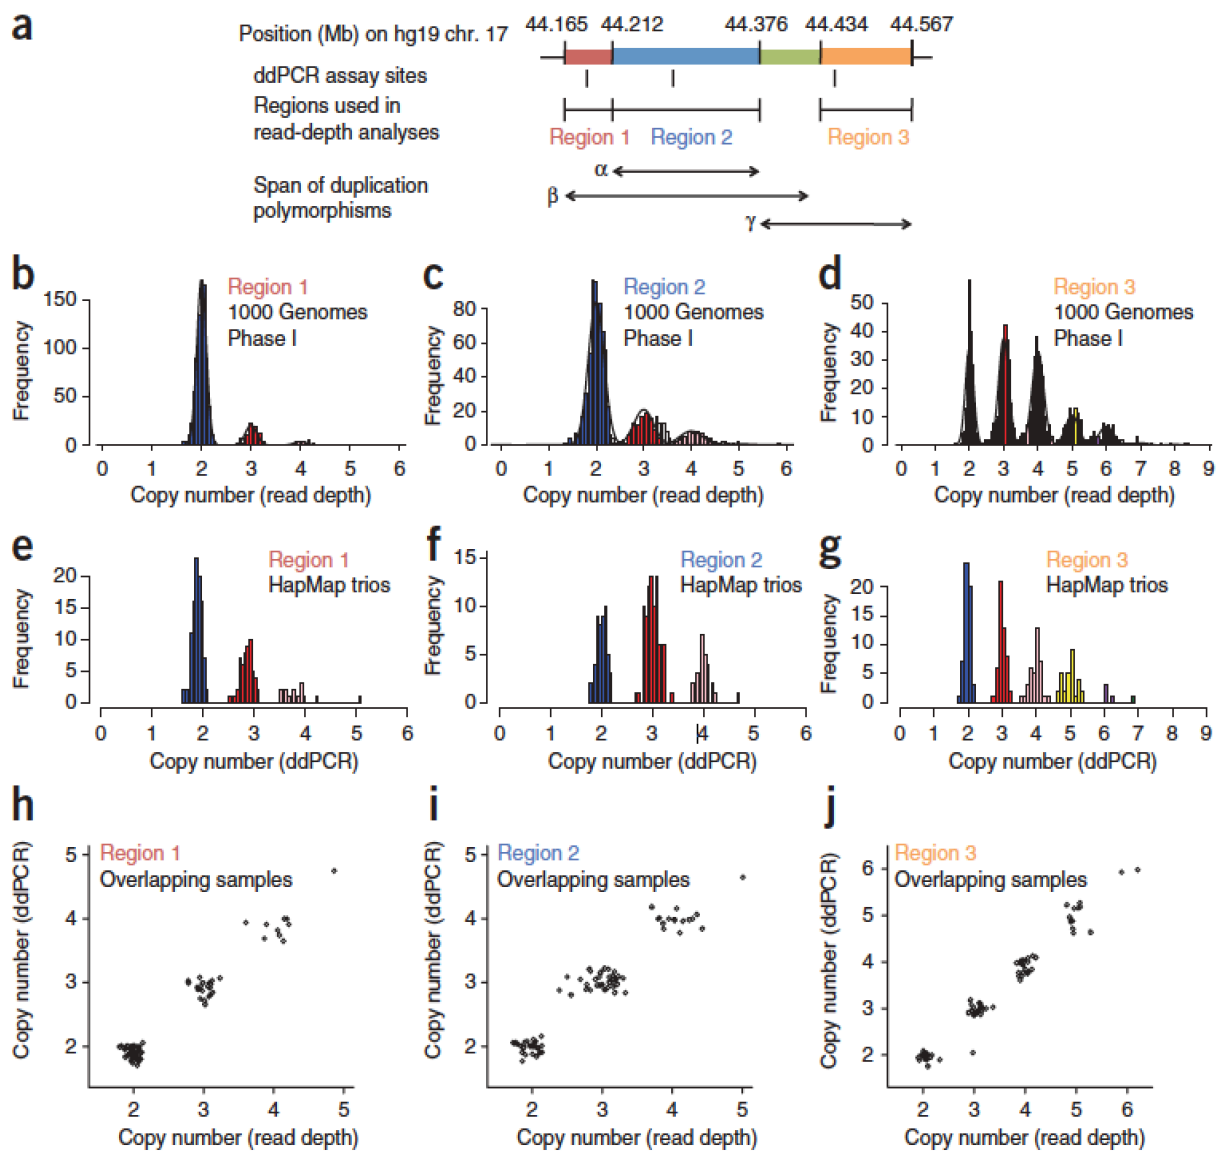 a
Position (Mb) on hg19 chr. 17
44.165 44.212 44.376 44.434 44.567
ddPCR assay sites
Regions used in
read-depth analyses
Region 1 Region 2 Region 3
Span of duplication
polymorphisms
α
β
γ
b
Region 1
1000 Genomes
Phase I
Frequency
150
100
50
0
0 1 2 3 4 5 6
Copy number (read depth)
c
Region 2
1000 Genomes
Phase I
Frequency
80
60
40
20
0
0 1 2 3 4 5 6
Copy number (read depth)
d
Region 3
1000 Genomes
Phase I
Frequency
50
40
30
20
10
0
0 1 2 3 4 5 6 7 8 9
Copy number (read depth)
e
Region 1
HapMap trios
Frequency
20
15
10
5
0
0 1 2 3 4 5 6
Copy number (ddPCR)
f
Region 2
HapMap trios
Frequency
15
10
5
0
0 1 2 3 4 5 6
Copy number (ddPCR)
g
Region 3
HapMap trios
Frequency
20
15
10
5
0
0 1 2 3 4 5 6 7 8 9
Copy number (ddPCR)
h
Region 1
Overlapping samples
Copy number (ddPCR)
5
4
3
2
2 3 4 5
Copy number (read depth)
i
Region 2
Overlapping samples
Copy number (ddPCR)
5
4
3
2
2 3 4 5
Copy number (read depth)
j
Region 3
Overlapping samples
Copy number (ddPCR)
6
5
4
3
2
2 3 4 5 6
Copy number (read depth)